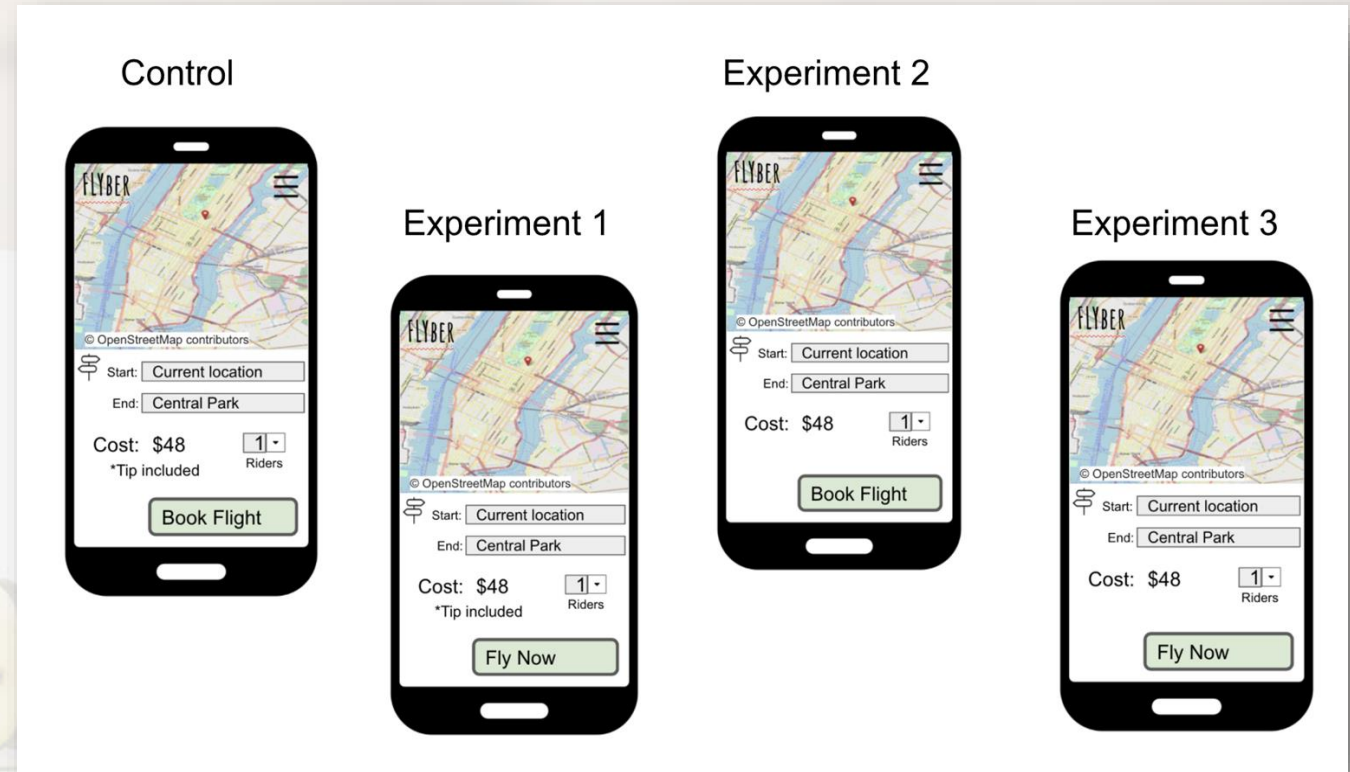 Control
FLYBER
© OpenStreetMap contributors
Start: Current location
End: Central Park
Cost: $48
1
*Tip included
Riders
Book Flight
Experiment 1
FLYBER
© OpenStreetMap contributors
Start: Current location
End: Central Park
Cost: $48
1
*Tip included
Riders
Fly Now
Experiment 2
FLYBER
© OpenStreetMap contributors
Start: Current location
End: Central Park
Cost: $48
1
Riders
Book Flight
Experiment 3
FLYBER
© OpenStreetMap contributors
Start: Current location
End: Central Park
Cost: $48
1
Riders
Fly Now